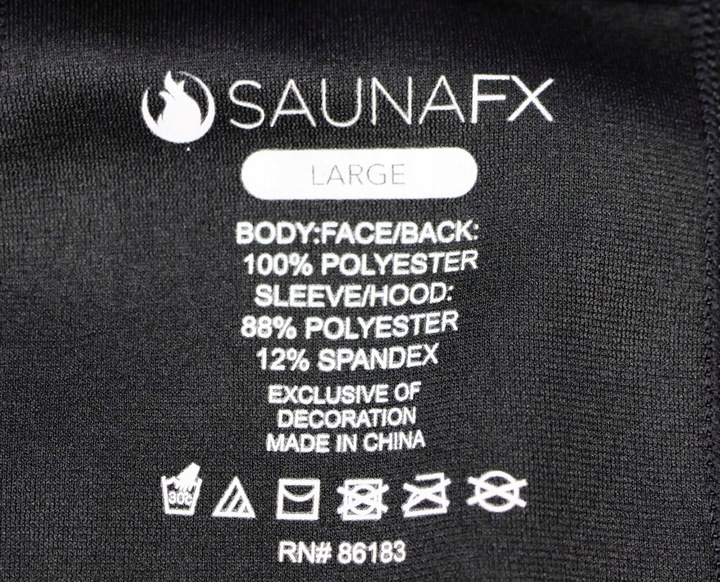 SAUNAFX
LARGE
BODY:FACE/BACK:
100% POLYESTER
SLEEVE/HOOD:
88% POLYESTER
12% SPANDEX
EXCLUSIVE OF
DECORATION
MADE IN CHINA
30c
RN# 86183